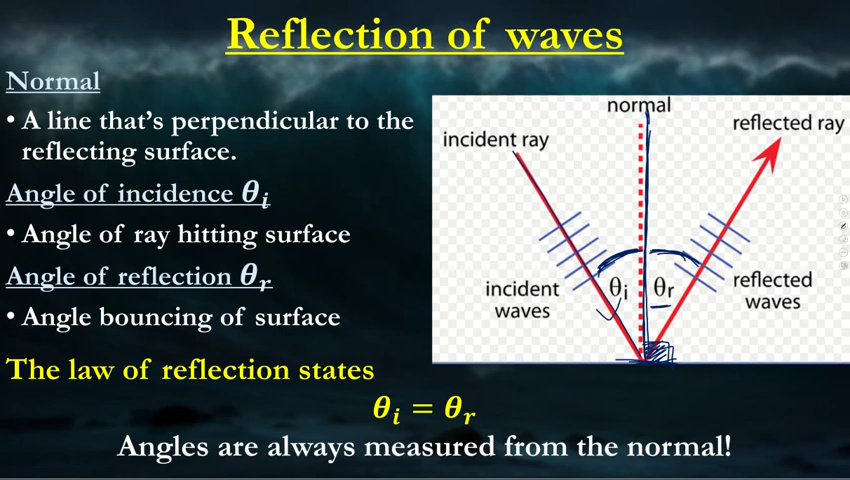 Reflection of waves
Normal
• A line that's perpendicular to the
reflecting surface.
Angle of incidence θᵢ
• Angle of ray hitting surface
Angle of reflection θᵣ
• Angle bouncing of surface
The law of reflection states
θᵢ = θᵣ
Angles are always measured from the normal!
normal
incident ray
reflected ray
θi
θr
incident
waves
reflected
waves